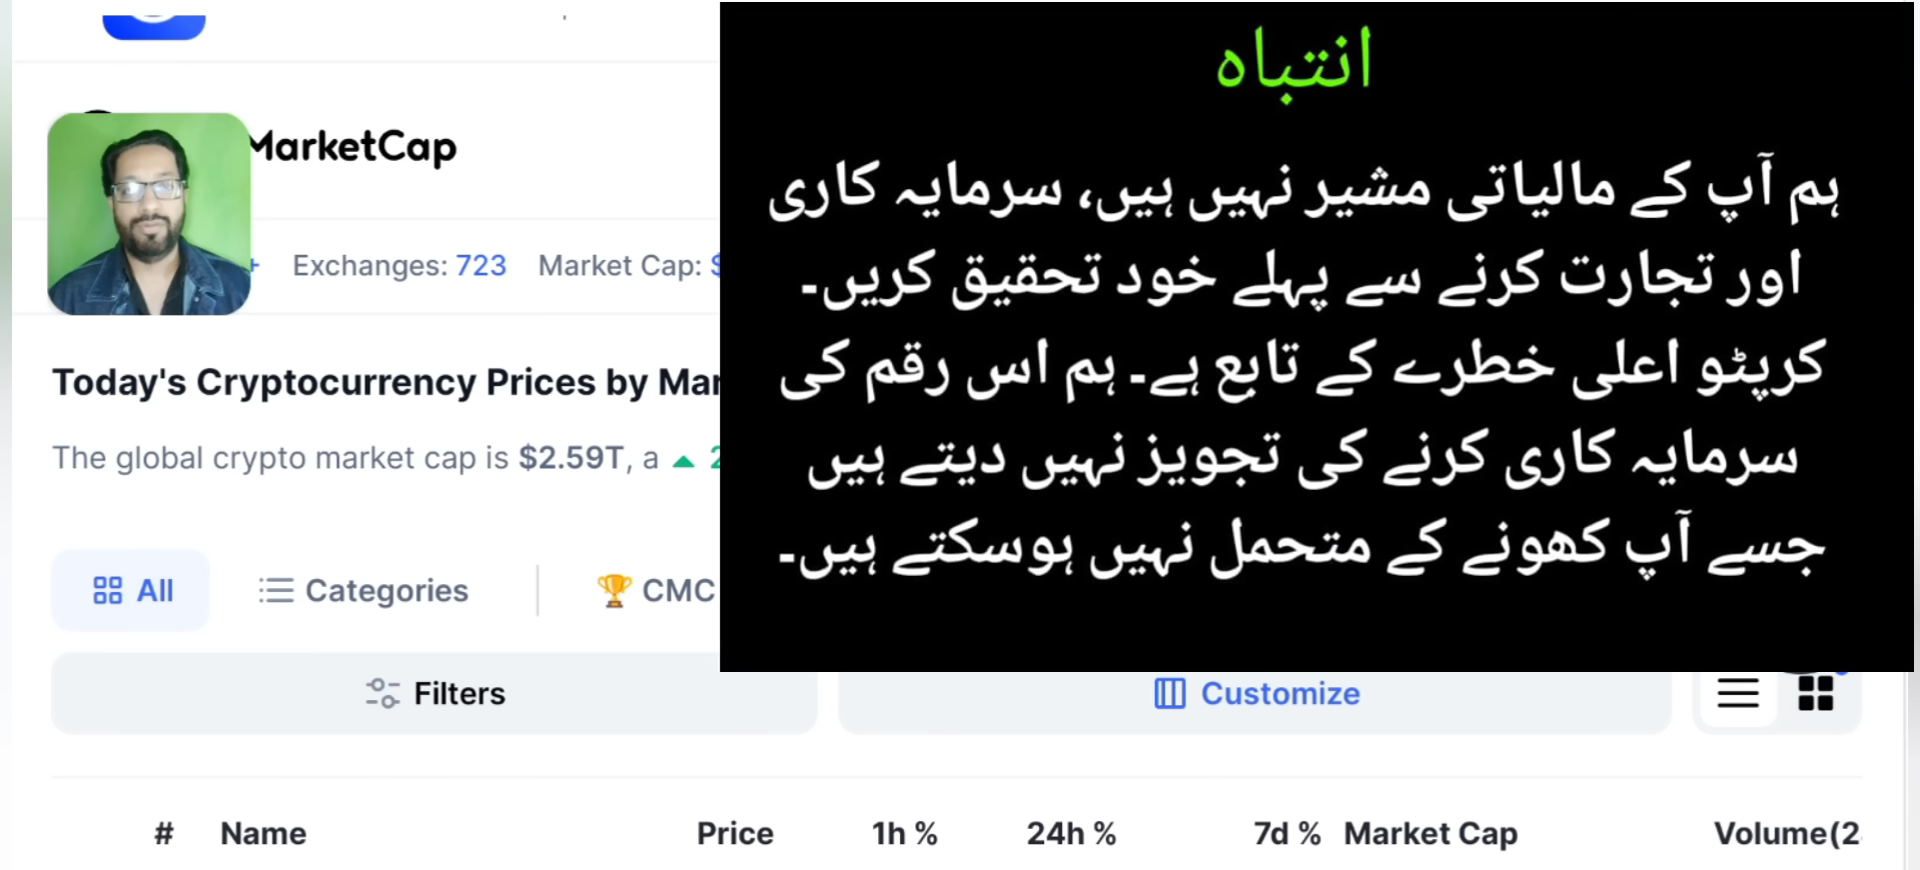 MarketCap
Exchanges: 723 Market Cap:
Today's Cryptocurrency Prices by
The global crypto market cap is $2.59T, a ▲
All Categories 🏆 CMC
Filters Customize
# Name Price 1h % 24h % 7d % Market Cap Volume(2
انتباہ
ہم آپ کے مالیاتی مشیر نہیں ہیں، سرمایہ کاری
اور تجارت کرنے سے پہلے خود تحقیق کریں۔
کرپٹو اعلی خطرے کے تابع ہے۔ ہم اس رقم کی
سرمایہ کاری کرنے کی تجویز نہیں دیتے ہیں
جسے آپ کھونے کے متحمل نہیں ہوسکتے ہیں۔